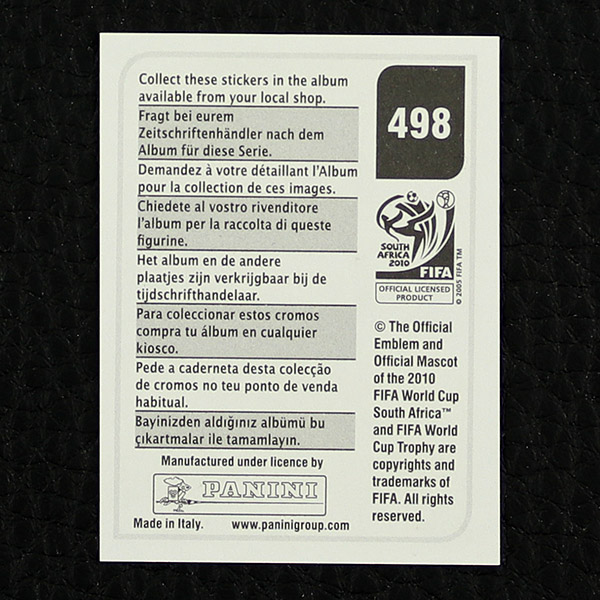 Collect these stickers in the album
available from your local shop.
Fragt bei eurem
Zeitschriftenhändler nach dem
Album für diese Serie.
Demandez à votre détaillant l'Album
pour la collection de ces images.
Chiedete al vostro rivenditore
l'album per la raccolta di queste
figurine.
Het album en de andere
plaatjes zijn verkrijgbaar bij de
tijdschrifthandelaar.
Para coleccionar estos cromos
compra tu álbum en cualquier
kiosco.
Pede a caderneta desta colecção
de cromos no teu ponto de venda
habitual.
Bayinizden aldığınız albümü bu
çıkartmalar ile tamamlayın.
Manufactured under licence by
PANINI
Made in Italy. www.paninigroup.com
498
SOUTH
AFRICA
2010
FIFA
OFFICIAL LICENSED
PRODUCT
© 2005 FIFA ™
© The Official
Emblem and
Official Mascot
of the 2010
FIFA World Cup
South Africa™
and FIFA World
Cup Trophy are
copyrights and
trademarks of
FIFA. All rights
reserved.